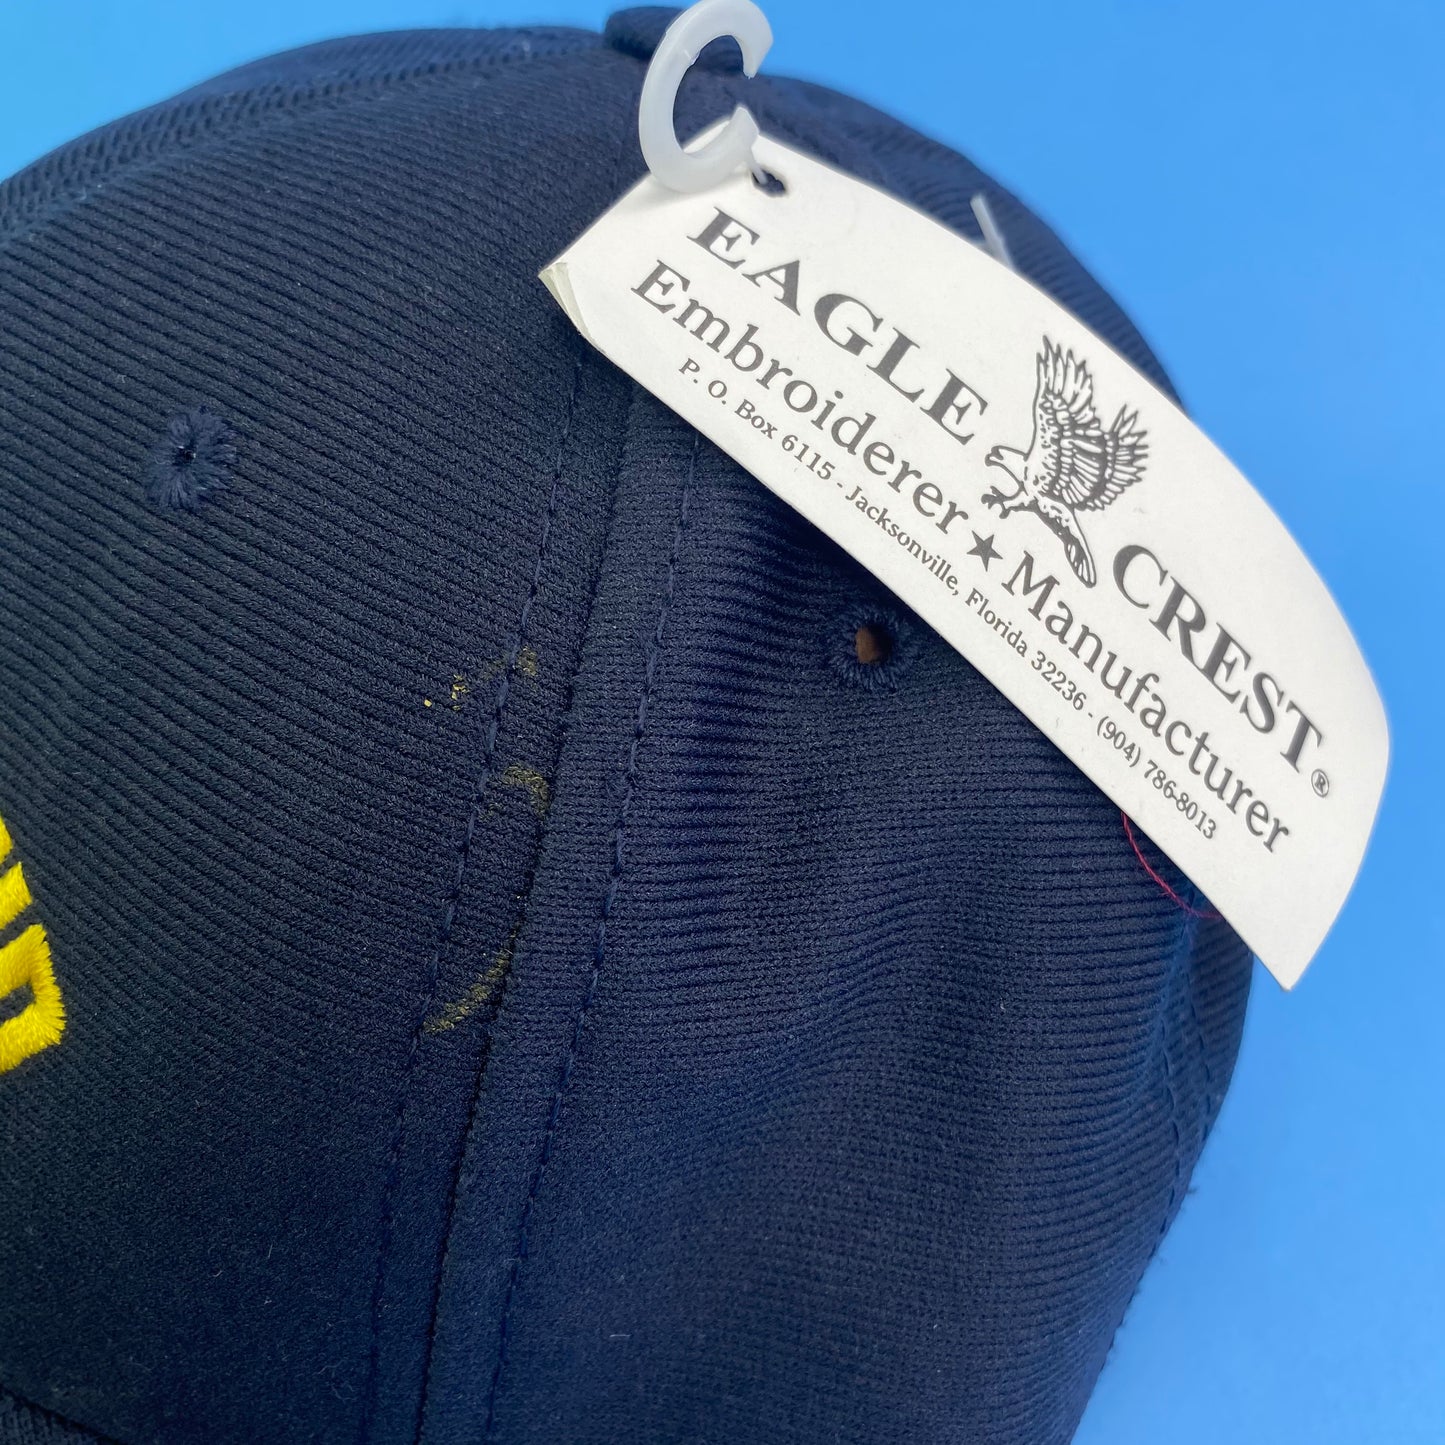 EAGLE CREST®
Embroiderer ★ Manufacturer
P. O. Box 6115 - Jacksonville, Florida 32236 - (904) 786-8013